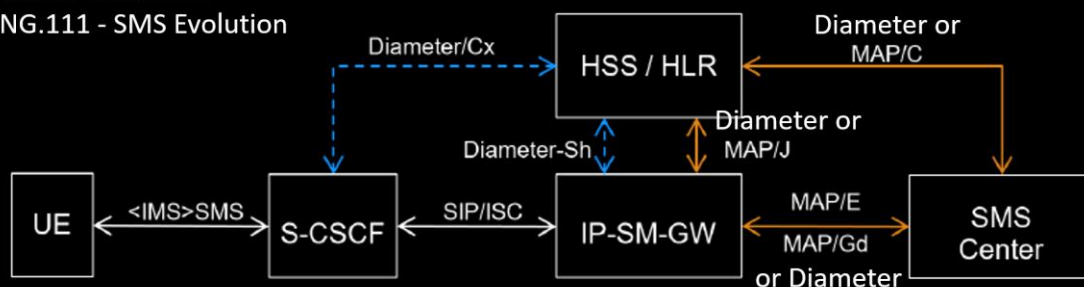 NG.111 - SMS Evolution
Diameter/Cx
HSS / HLR
Diameter or
MAP/C
Diameter-Sh
Diameter or
MAP/J
UE
<IMS>SMS
S-CSCF
SIP/ISC
IP-SM-GW
MAP/E
MAP/Gd
or Diameter
SMS
Center